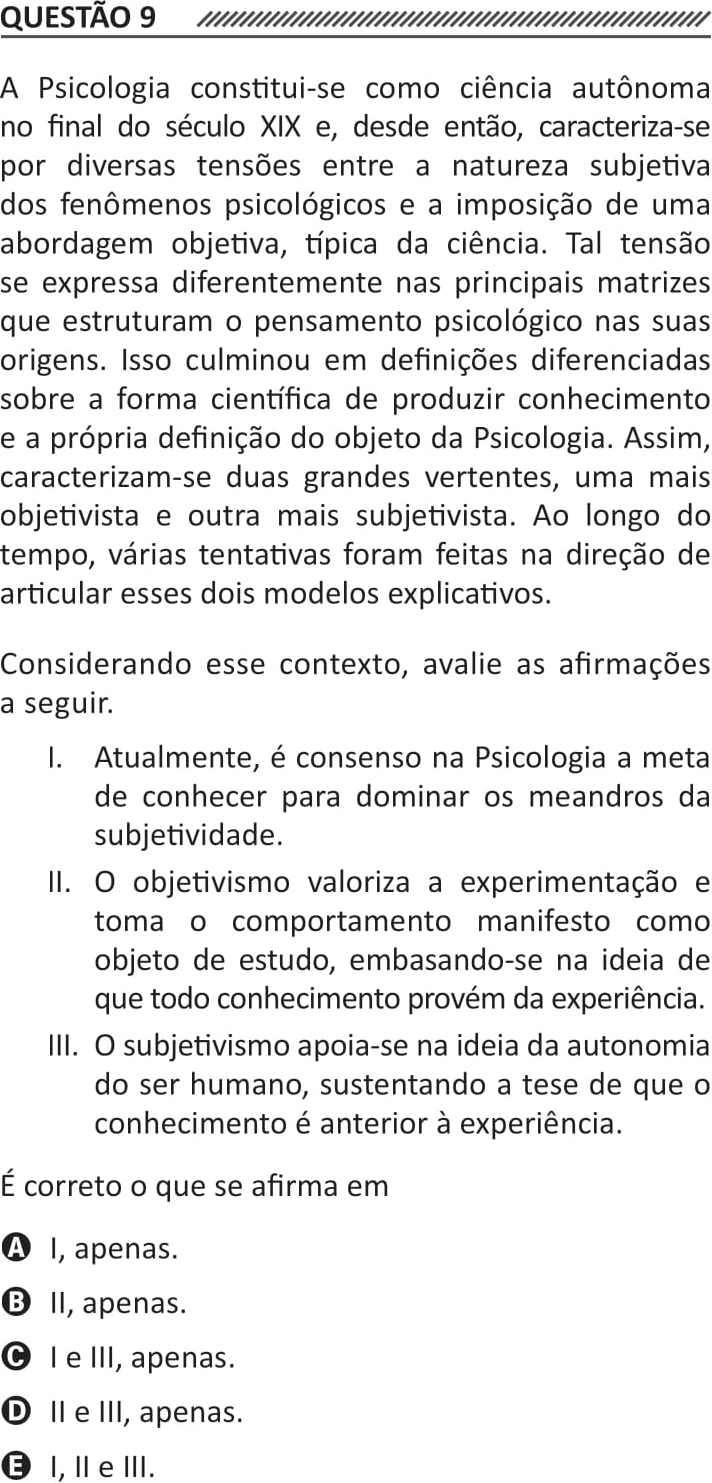 QUESTÃO 9
A Psicologia constitui-se como ciência autônoma
no final do século XIX e, desde então, caracteriza-se
por diversas tensões entre a natureza subjetiva
dos fenômenos psicológicos e a imposição de uma
abordagem objetiva, típica da ciência. Tal tensão
se expressa diferentemente nas principais matrizes
que estruturam o pensamento psicológico nas suas
origens. Isso culminou em definições diferenciadas
sobre a forma científica de produzir conhecimento
e a própria definição do objeto da Psicologia. Assim,
caracterizam-se duas grandes vertentes, uma mais
objetivista e outra mais subjetivista. Ao longo do
tempo, várias tentativas foram feitas na direção de
articular esses dois modelos explicativos.
Considerando esse contexto, avalie as afirmações
a seguir.
I. Atualmente, é consenso na Psicologia a meta
de conhecer para dominar os meandros da
subjetividade.
II. O objetivismo valoriza a experimentação e
toma o comportamento manifesto como
objeto de estudo, embasando-se na ideia de
que todo conhecimento provém da experiência.
III. O subjetivismo apoia-se na ideia da autonomia
do ser humano, sustentando a tese de que o
conhecimento é anterior à experiência.
É correto o que se afirma em
A I, apenas.
B II, apenas.
C I e III, apenas.
D II e III, apenas.
E I, II e III.